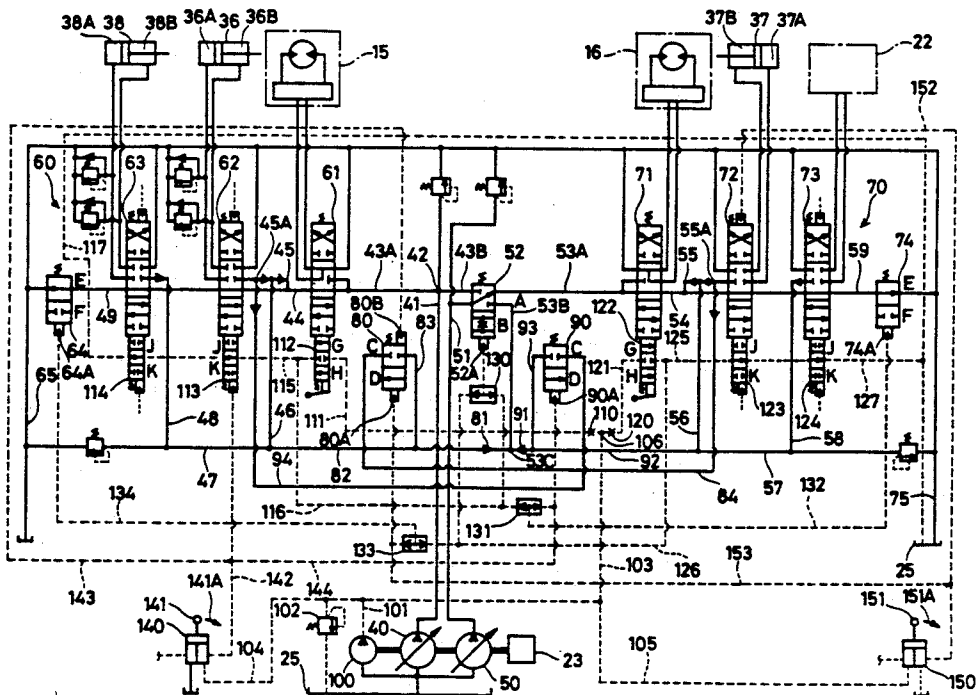 38A 38 38B 36A 36 36B 15 16 37B 37 37A 22
152
60 63 62 61 71 72 73 70
117 45A 45 43A 42 43B 52 53A 55A 55 59 74
E F 49 44 41 A B 53B 122 54 125 E F
80B 80 83 51 93 90
64 64A 65 J K 114 J K 113 112 G H 115 C D 52A 130 C D 121 G H J K 123 J K 124 74A 127
48 46 111 80A 81 91 90A 110 120 106 56 58
47 94 82 53C 92 84 57 75
134 116 131 132
133 126 25
143 142 144 103 153
141 141A 140 104 102 101 40 105 151 151A
25 100 50 23 150